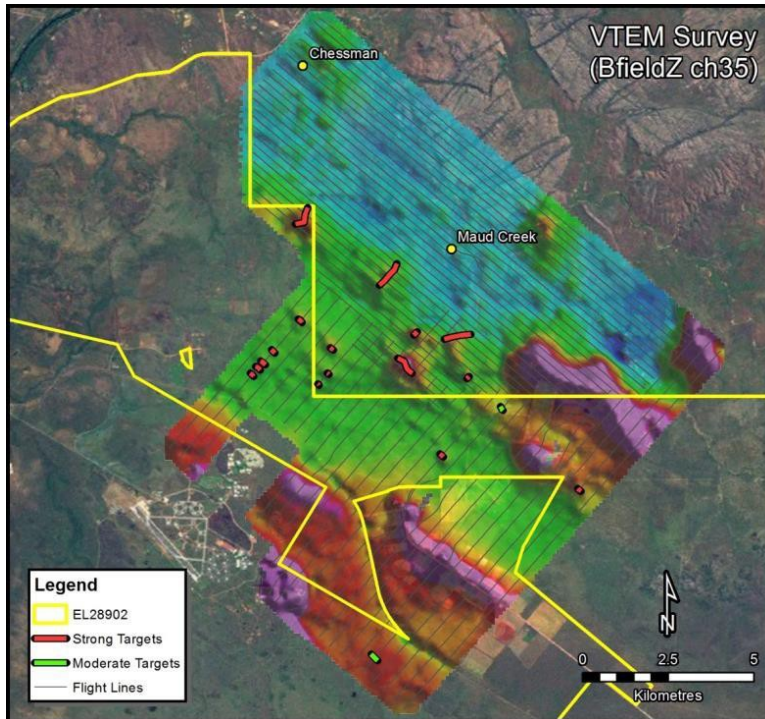 VTEM Survey
(BfieldZ ch35)
Chessman
Maud Creek
Legend
EL28902
Strong Targets
Moderate Targets
Flight Lines
N
0 2.5 5
Kilometres